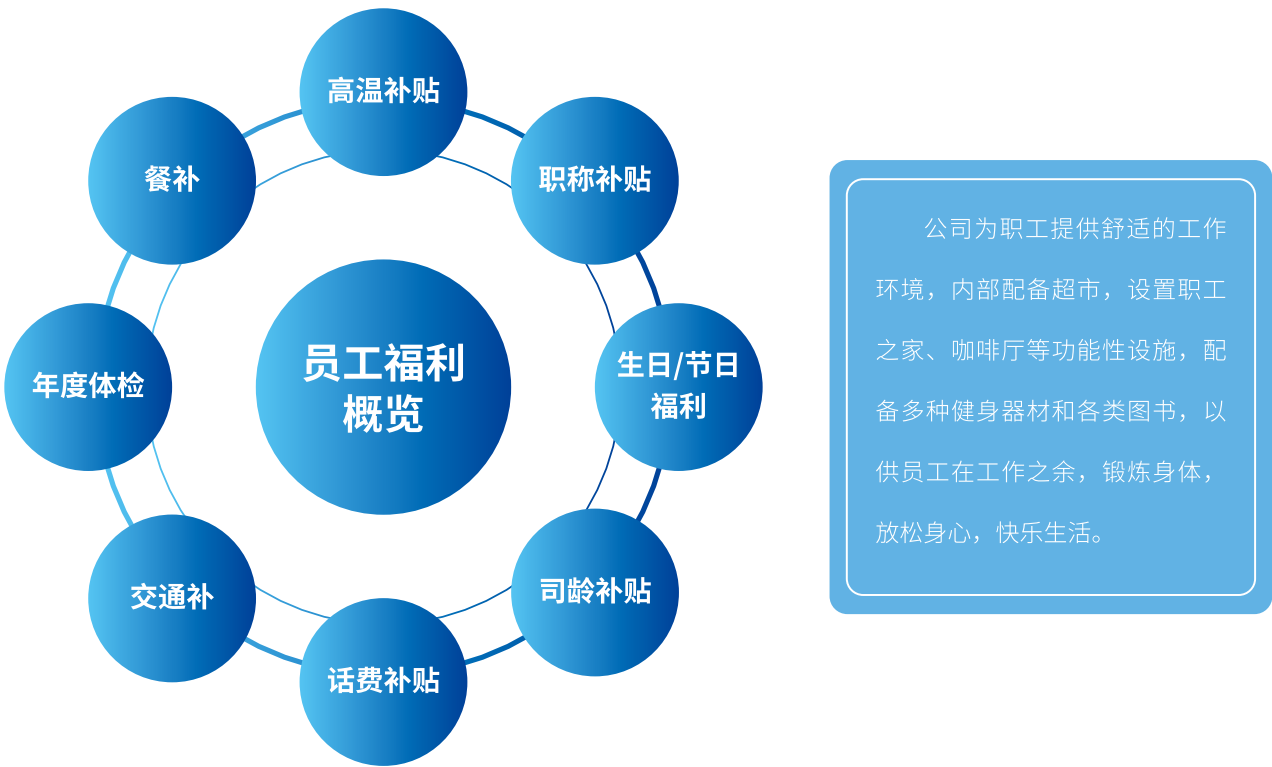 高温补贴
餐补
职称补贴
员工福利
概览
生日/节日
福利
年度体检
交通补
司龄补贴
话费补贴
公司为职工提供舒适的工作
环境，内部配备超市，设置职工
之家、咖啡厅等功能性设施，配
备多种健身器材和各类图书，以
供员工在工作之余，锻炼身体，
放松身心，快乐生活。